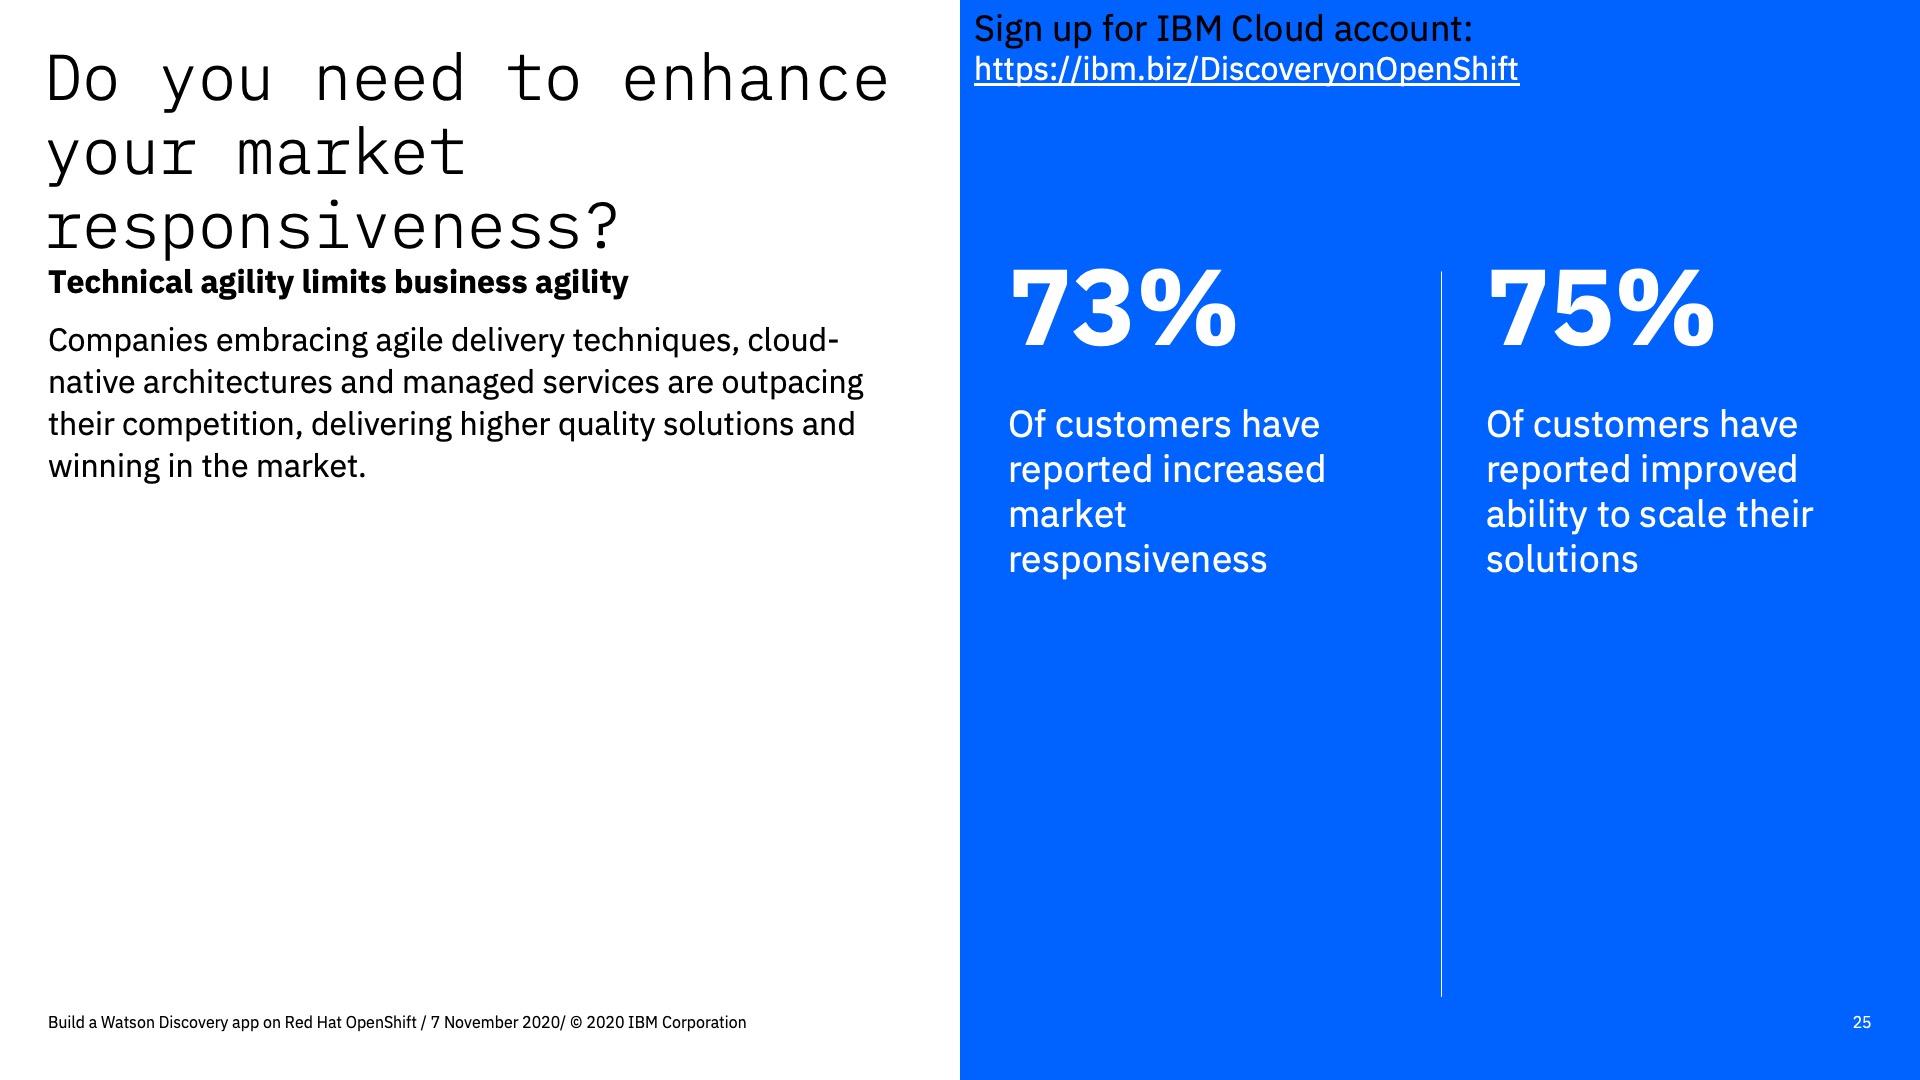 Do you need to enhance
your market
responsiveness?
Technical agility limits business agility
Companies embracing agile delivery techniques, cloud-
native architectures and managed services are outpacing
their competition, delivering higher quality solutions and
winning in the market.
Sign up for IBM Cloud account:
https://ibm.biz/DiscoveryonOpenShift
73%
Of customers have
reported increased
market
responsiveness
75%
Of customers have
reported improved
ability to scale their
solutions
Build a Watson Discovery app on Red Hat OpenShift / 7 November 2020/ © 2020 IBM Corporation
25